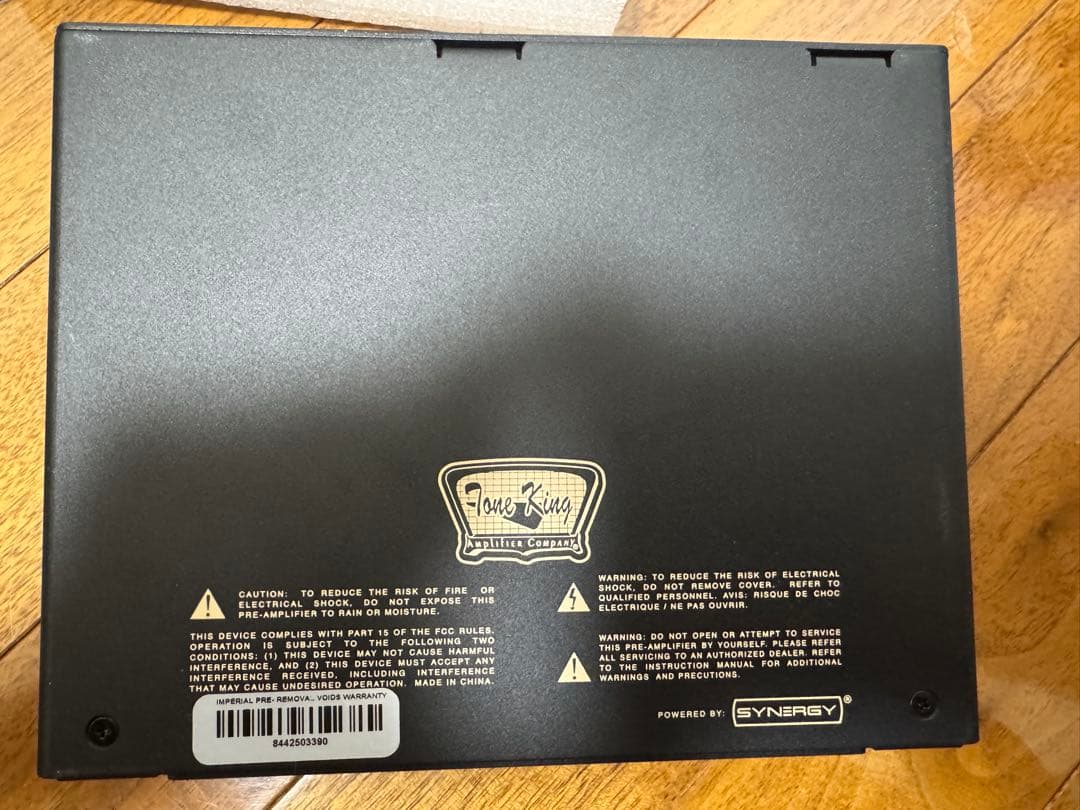 Tone King
AMPLIFIER COMPANY®
CAUTION: TO REDUCE THE RISK OF FIRE OR
ELECTRICAL SHOCK, DO NOT EXPOSE THIS
PRE-AMPLIFIER TO RAIN OR MOISTURE.
THIS DEVICE COMPLIES WITH PART 15 OF THE FCC RULES.
OPERATION IS SUBJECT TO THE FOLLOWING TWO
CONDITIONS: (1) THIS DEVICE MAY NOT CAUSE HARMFUL
INTERFERENCE, AND (2) THIS DEVICE MUST ACCEPT ANY
INTERFERENCE RECEIVED, INCLUDING INTERFERENCE
THAT MAY CAUSE UNDESIRED OPERATION. MADE IN CHINA.
IMPERIAL PRE- REMOVA.. VOIDS WARRANTY
8442503390
WARNING: TO REDUCE THE RISK OF ELECTRICAL
SHOCK, DO NOT REMOVE COVER. REFER TO
QUALIFIED PERSONNEL. AVIS: RISQUE DE CHOC
ELECTRIQUE / NE PAS OUVRIR.
WARNING: DO NOT OPEN OR ATTEMPT TO SERVICE
THIS PRE-AMPLIFIER BY YOURSELF. PLEASE REFER
ALL SERVICING TO AN AUTHORIZED DEALER. REFER
TO THE INSTRUCTION MANUAL FOR ADDITIONAL
WARNINGS AND PRECUTIONS.
POWERED BY: SYNERGY®